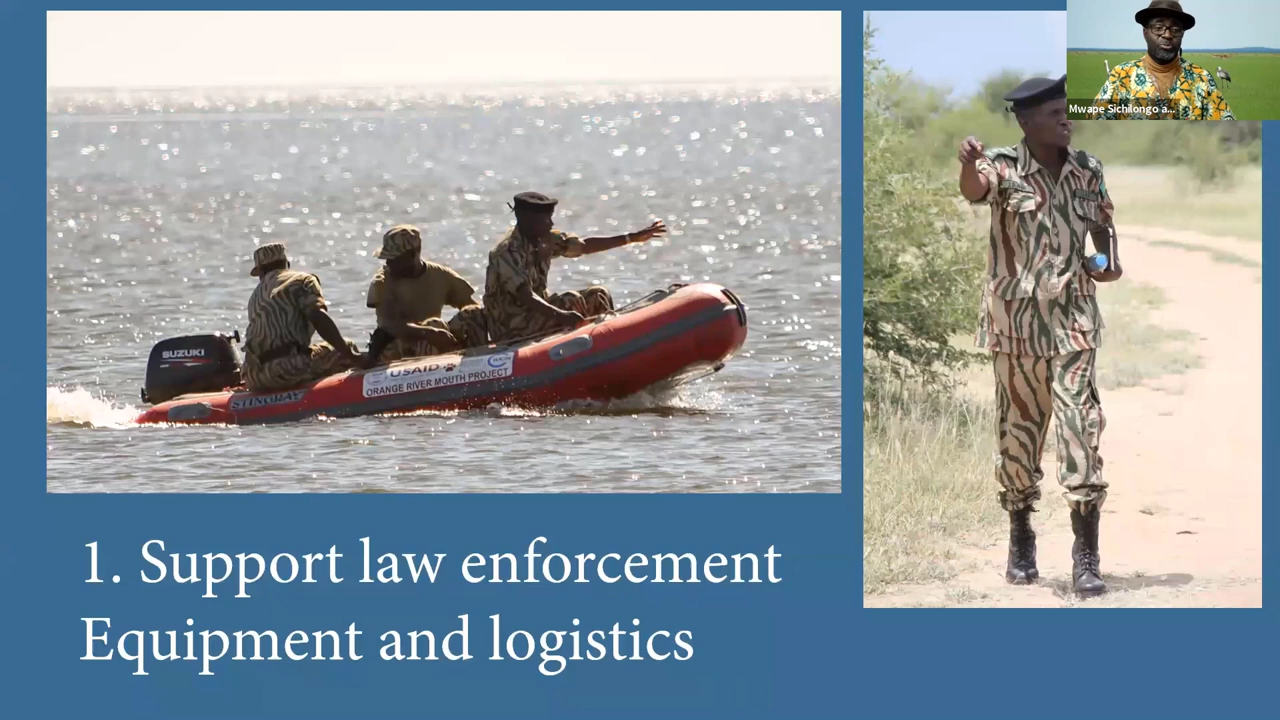 Mwape Sichilongo a...
SUZUKI
USAID
ORANGE RIVER MOUTH PROJECT
STINGRAY
1. Support law enforcement
Equipment and logistics